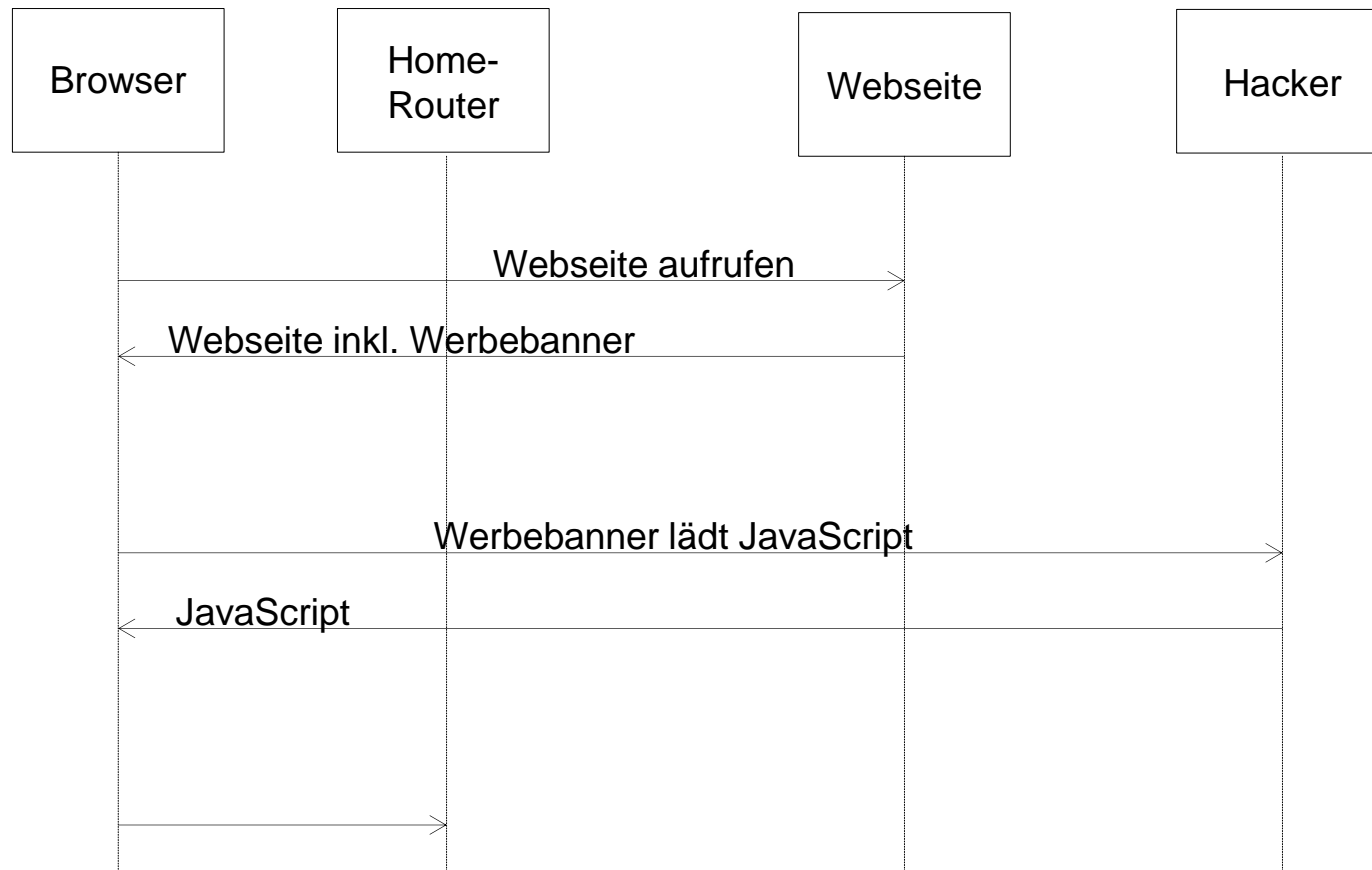 Browser
Home-
Router
Webseite
Hacker
Webseite aufrufen
Webseite inkl. Werbebanner
Werbebanner lädt JavaScript
JavaScript